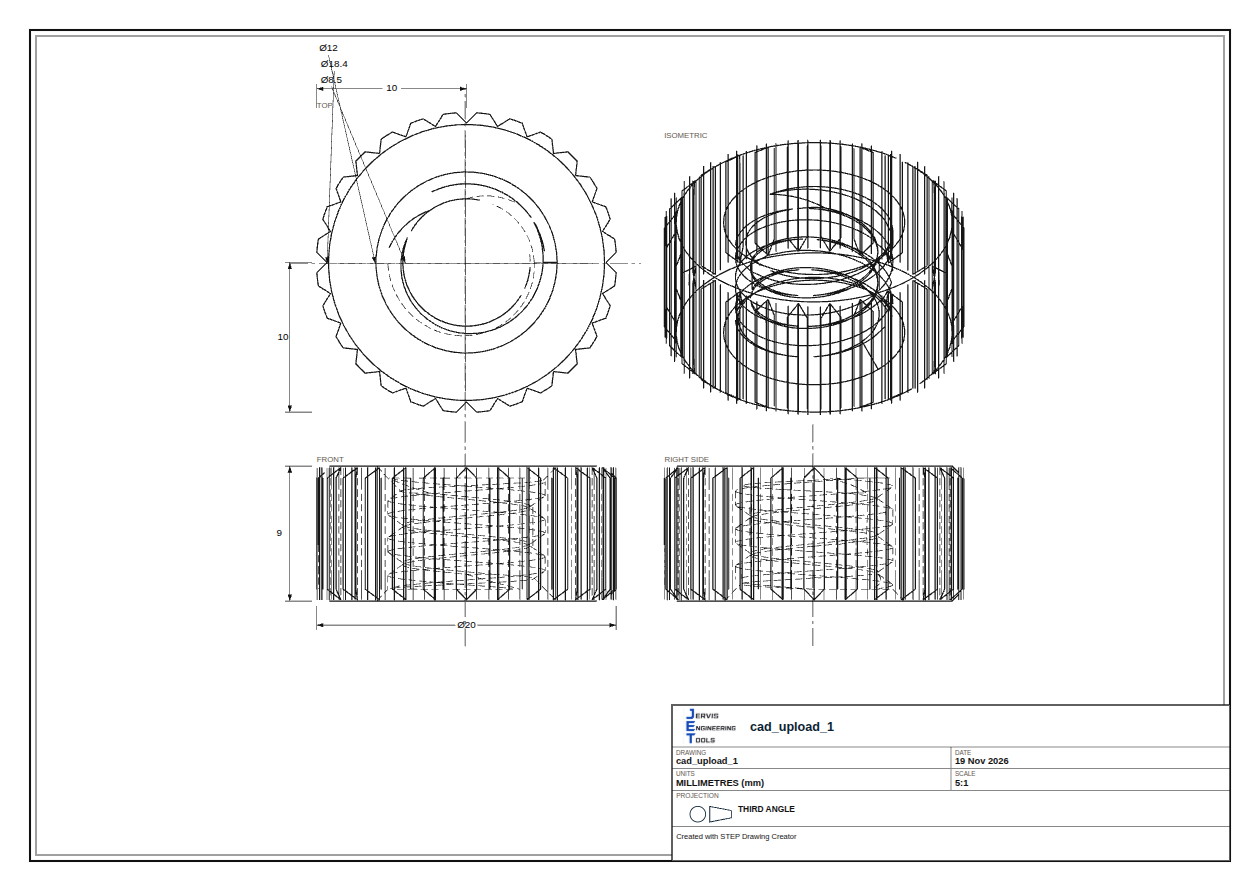 Ø12
Ø18.4
Ø8.5
10
TOP
ISOMETRIC
10
FRONT
RIGHT SIDE
9
Ø20
JERVIS
ENGINEERING
TOOLS
cad_upload_1
DRAWING
cad_upload_1
DATE
19 Nov 2026
UNITS
MILLIMETRES (mm)
SCALE
5:1
PROJECTION
THIRD ANGLE
Created with STEP Drawing Creator